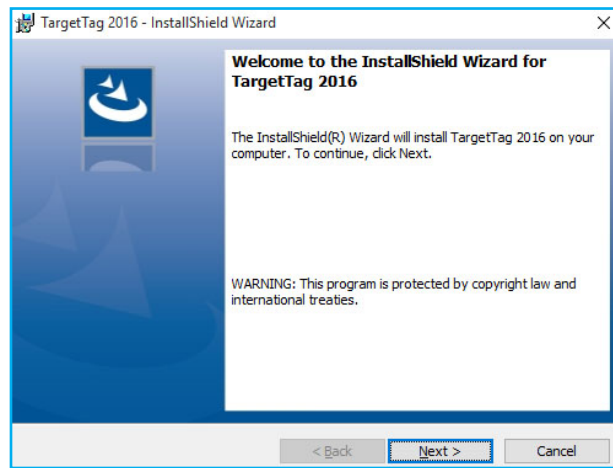 TargetTag 2016 - InstallShield Wizard
Welcome to the InstallShield Wizard for
TargetTag 2016
The InstallShield(R) Wizard will install TargetTag 2016 on your
computer. To continue, click Next.
WARNING: This program is protected by copyright law and
international treaties.
< Back
Next >
Cancel